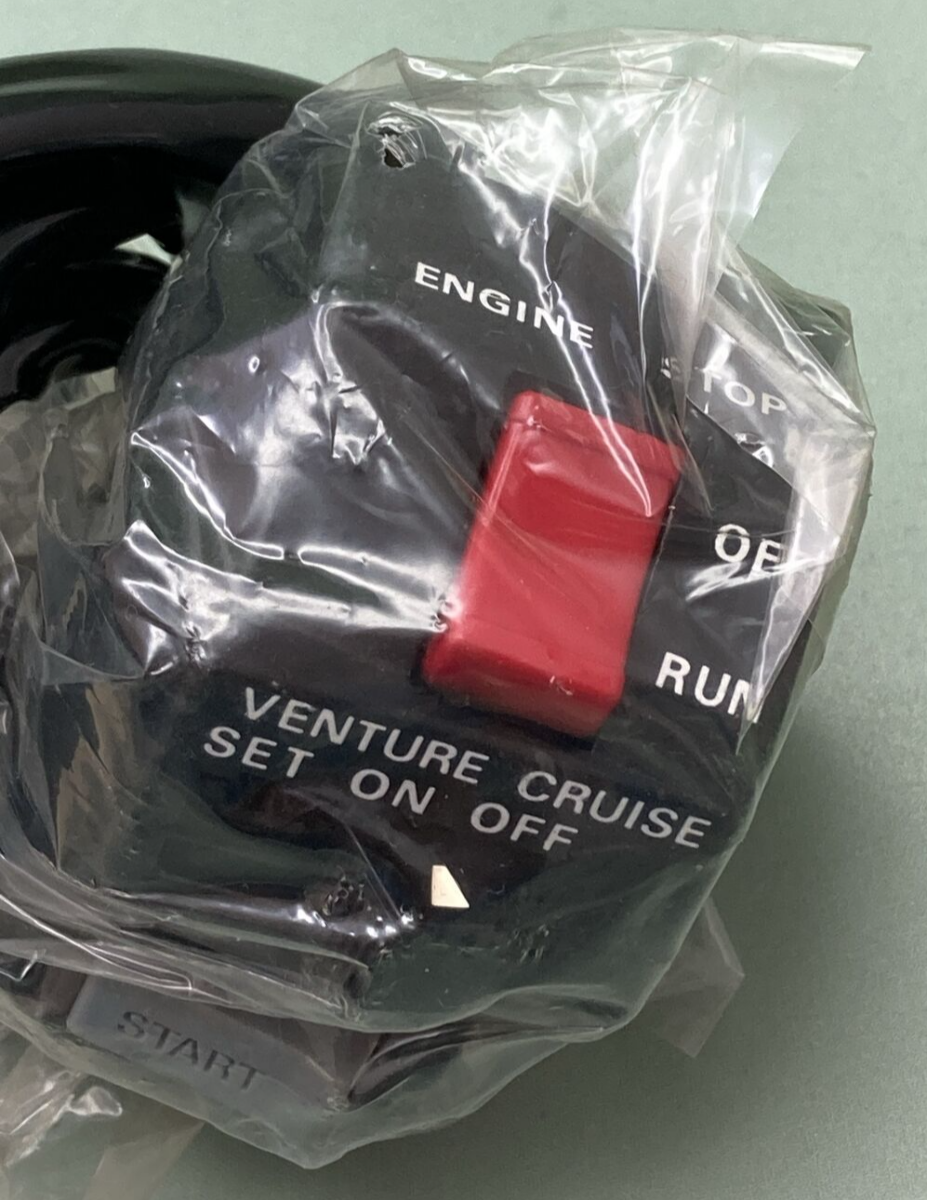 ENGINE
STOP
RUN
VENTURE CRUISE
SET ON OFF
START